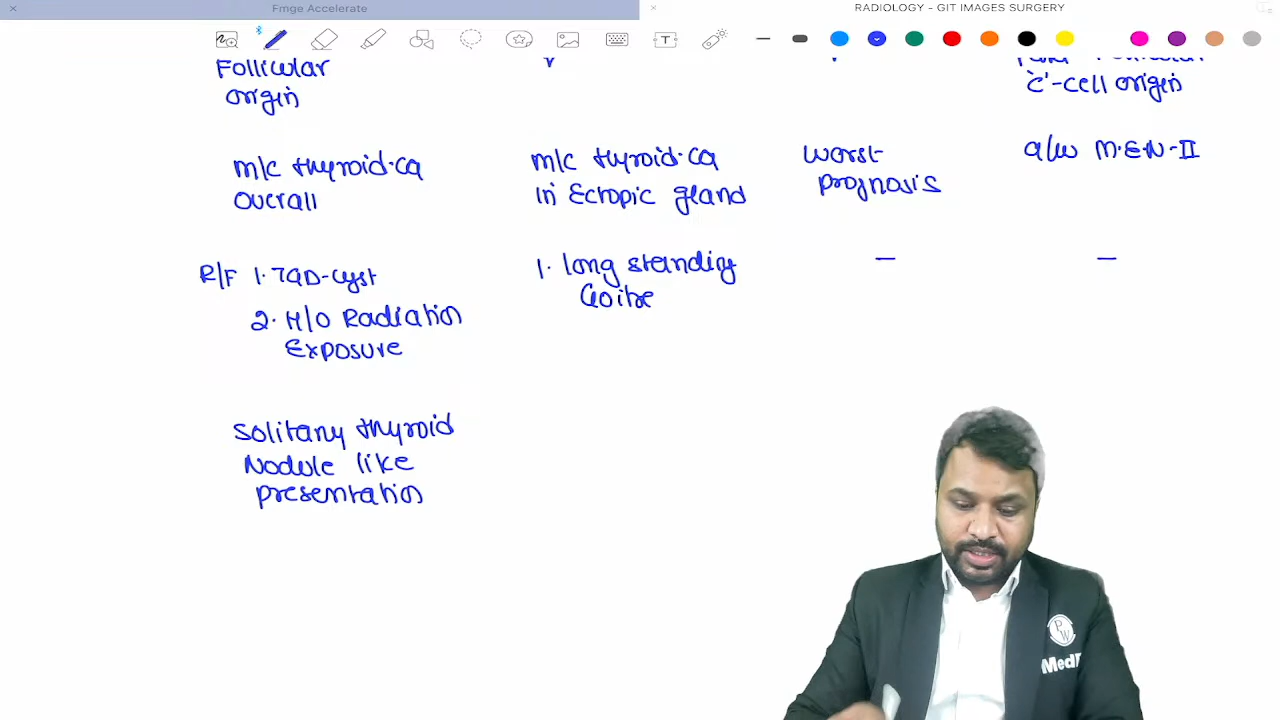 Fmge Accelerate
RADIOLOGY - GIT IMAGES SURGERY
Follicular
origin
'c'-cell origin
m/c thyroid-ca
overall
m/c thyroid-ca
in Ectopic gland
worst
prognosis
a/w M.E.N-II
R/F 1. TGD-cyst
2. H/O Radiation
Exposure
1. long standing
Goitre
–
–
solitary thyroid
Nodule like
presentation
PW
MedE